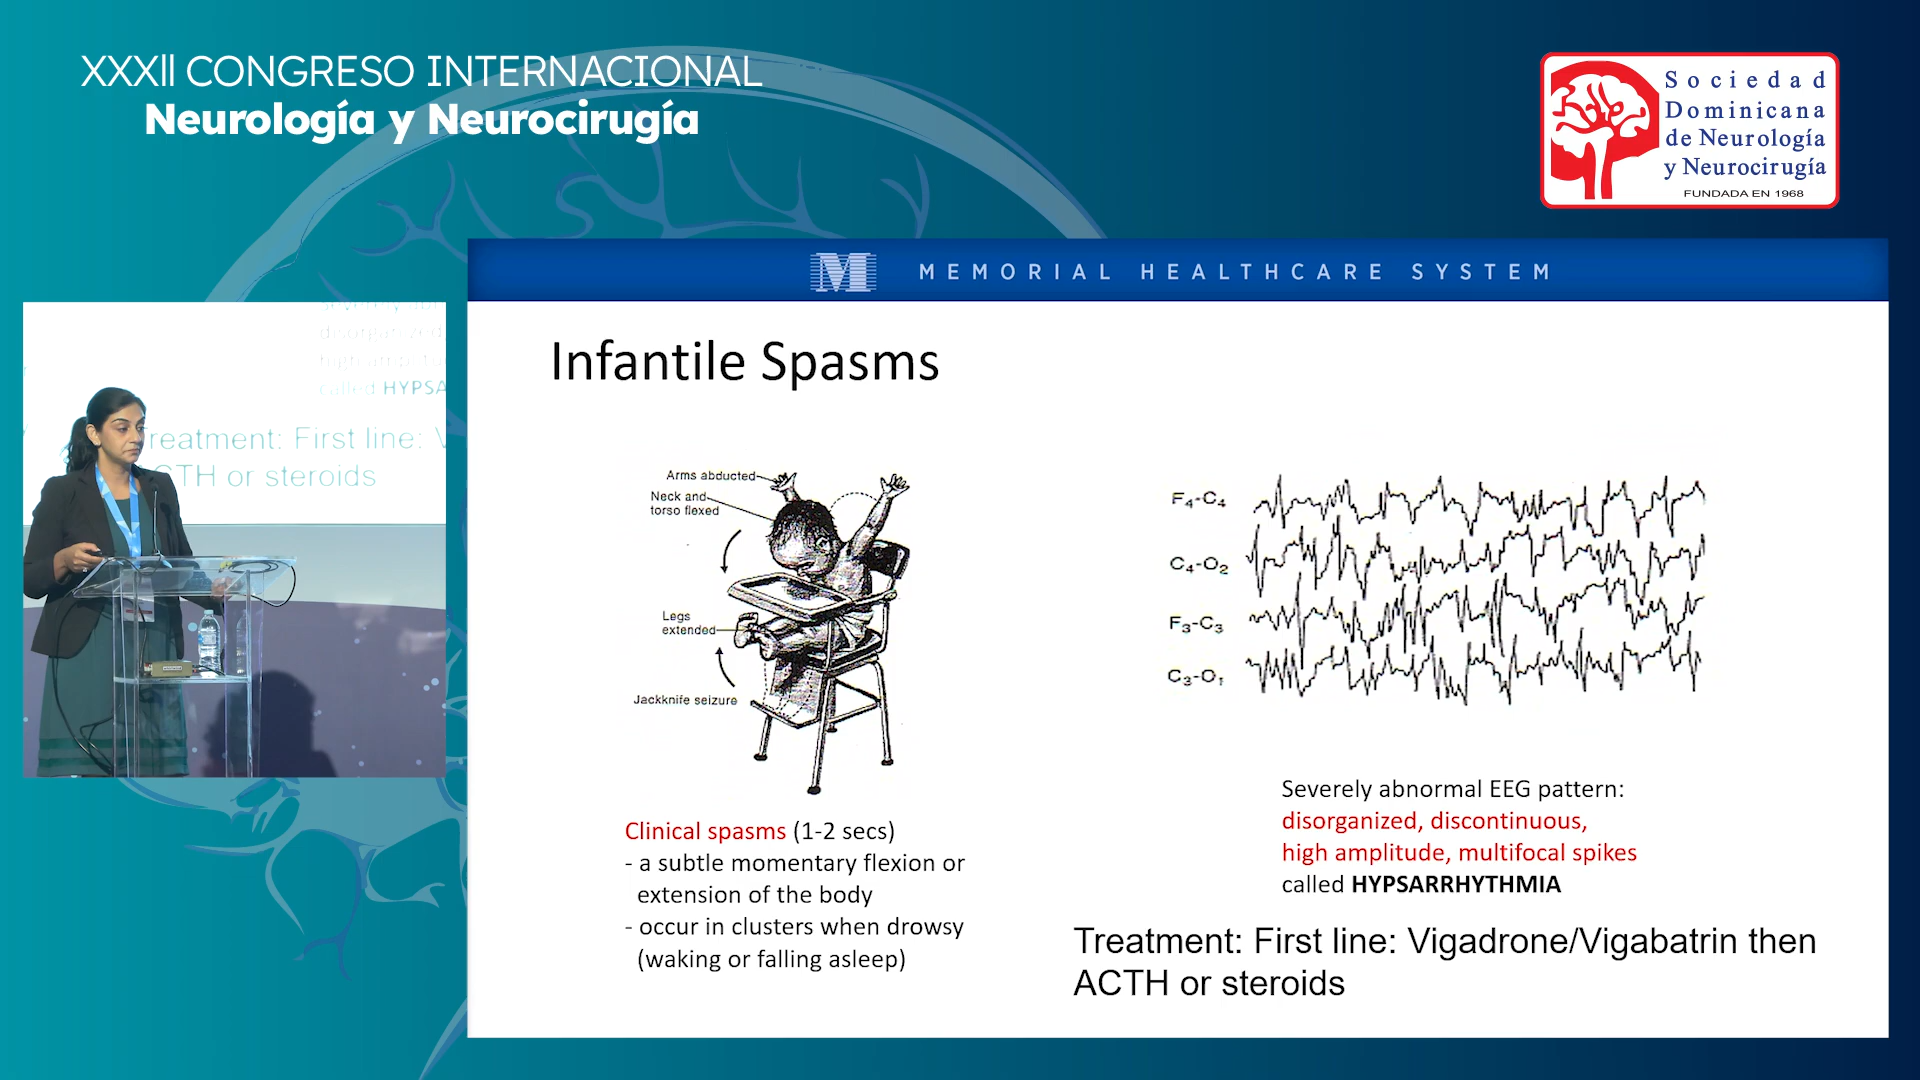 XXXII CONGRESO INTERNACIONAL
Neurología y Neurocirugía
Sociedad
Dominicana
de Neurología
y Neurocirugía
FUNDADA EN 1968
M MEMORIAL HEALTHCARE SYSTEM
disorganized
called HYPSA
reatment: First line: V
CTH or steroids
Infantile Spasms
Arms abducted
Neck and
torso flexed
Legs
extended
Jackknife seizure
F4-C4
C4-O2
F3-C3
C3-O1
Clinical spasms (1-2 secs)
- a subtle momentary flexion or
extension of the body
- occur in clusters when drowsy
(waking or falling asleep)
Severely abnormal EEG pattern:
disorganized, discontinuous,
high amplitude, multifocal spikes
called HYPSARRHYTHMIA
Treatment: First line: Vigadrone/Vigabatrin then
ACTH or steroids